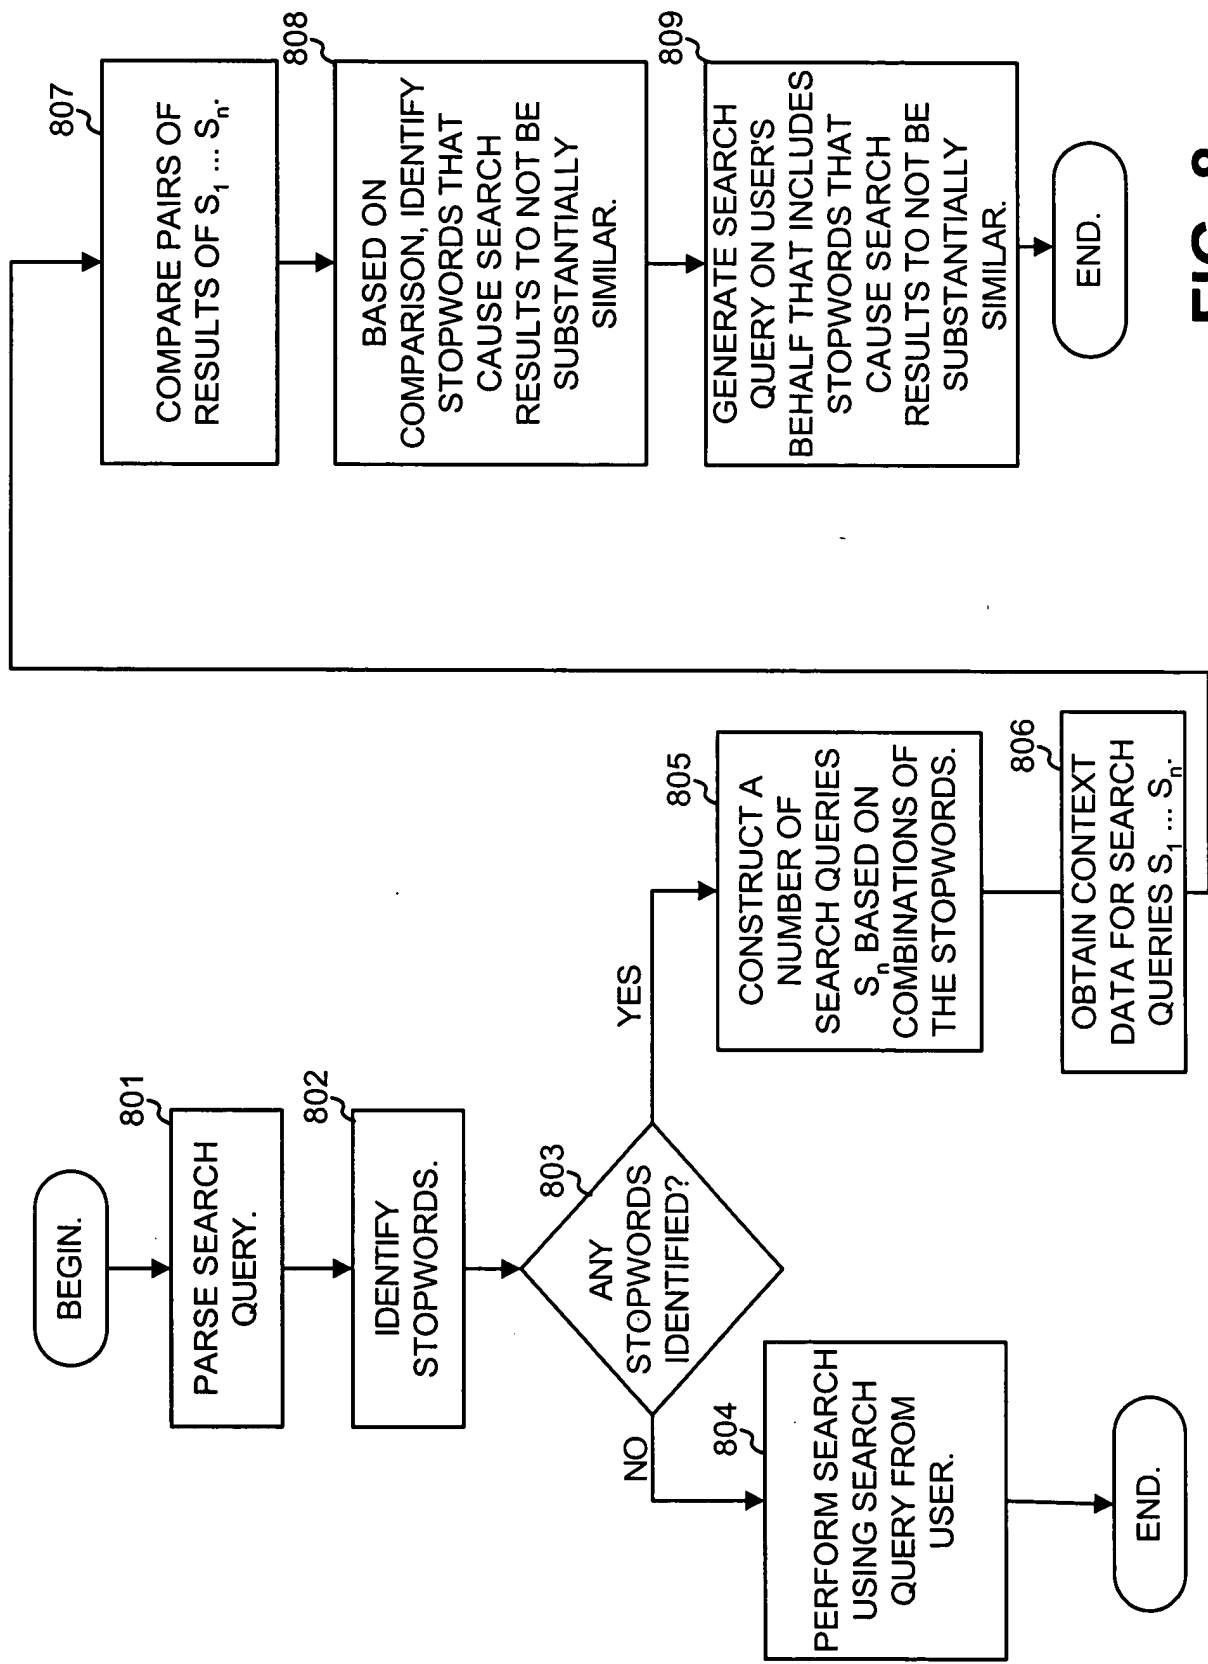 BEGIN.
801
PARSE SEARCH
QUERY.
802
IDENTIFY
STOPWORDS.
803
ANY
STOPWORDS
IDENTIFIED?
NO
YES
804
PERFORM SEARCH
USING SEARCH
QUERY FROM
USER.
END.
805
CONSTRUCT A
NUMBER OF
SEARCH QUERIES
Sₙ BASED ON
COMBINATIONS OF
THE STOPWORDS.
806
OBTAIN CONTEXT
DATA FOR SEARCH
QUERIES S₁ ... Sₙ.
807
COMPARE PAIRS OF
RESULTS OF S₁ ... Sₙ.
808
BASED ON
COMPARISON, IDENTIFY
STOPWORDS THAT
CAUSE SEARCH
RESULTS TO NOT BE
SUBSTANTIALLY
SIMILAR.
809
GENERATE SEARCH
QUERY ON USER'S
BEHALF THAT INCLUDES
STOPWORDS THAT
CAUSE SEARCH
RESULTS TO NOT BE
SUBSTANTIALLY
SIMILAR.
END.